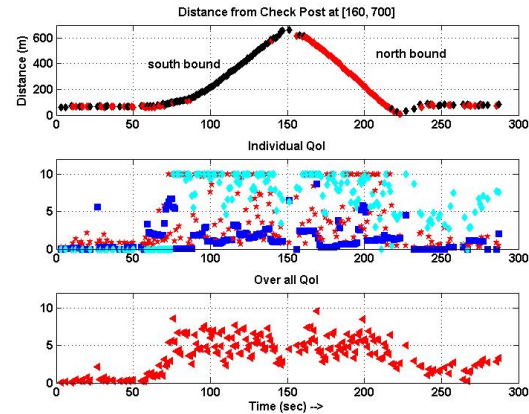 Distance from Check Post at [160, 700]
Distance (m)
600
400
200
0
south bound
north bound
0 50 100 150 200 250 300
Individual QoI
10
5
0
0 50 100 150 200 250 300
Over all QoI
10
5
0
0 50 100 150 200 250 300
Time (sec) -->